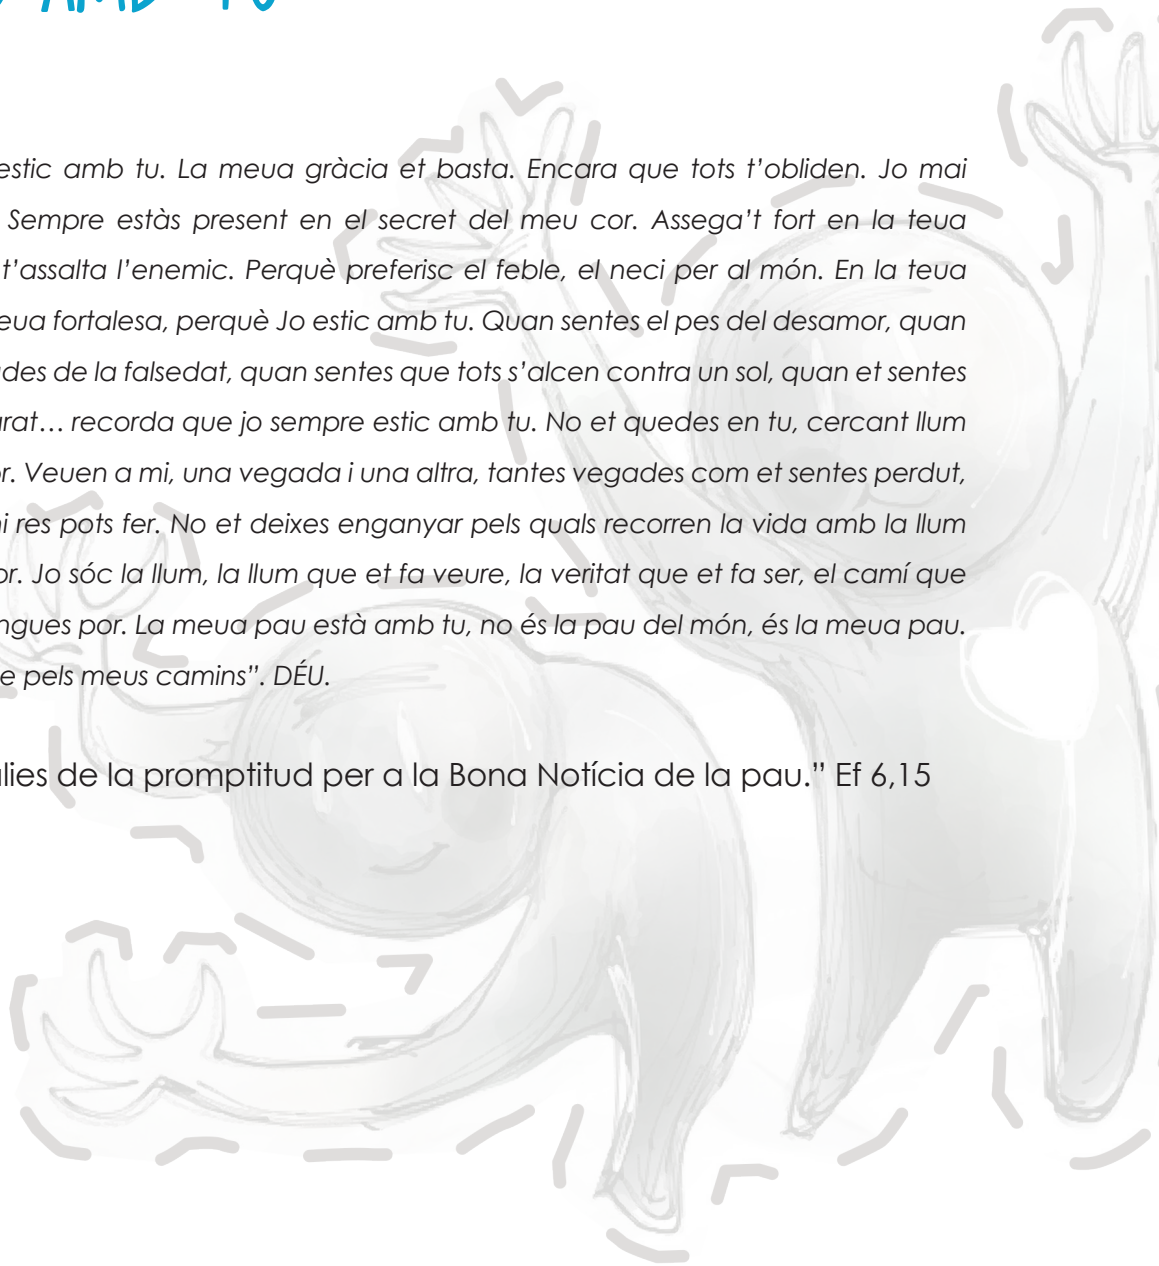 AMB TU
estic amb tu. La meua gràcia et basta. Encara que tots t’obliden. Jo mai
Sempre estàs present en el secret del meu cor. Assega’t fort en la teua
t’assalta l’enemic. Perquè preferisc el feble, el neci per al món. En la teua
eua fortalesa, perquè Jo estic amb tu. Quan sentes el pes del desamor, quan
des de la falsedat, quan sentes que tots s’alcen contra un sol, quan et sentes
rat… recorda que jo sempre estic amb tu. No et quedes en tu, cercant llum
r. Veuen a mi, una vegada i una altra, tantes vegades com et sentes perdut,
ni res pots fer. No et deixes enganyar pels quals recorren la vida amb la llum
or. Jo sóc la llum, la llum que et fa veure, la veritat que et fa ser, el camí que
ngues por. La meua pau està amb tu, no és la pau del món, és la meua pau.
e pels meus camins”. DÉU.
lies de la promptitud per a la Bona Notícia de la pau.” Ef 6,15